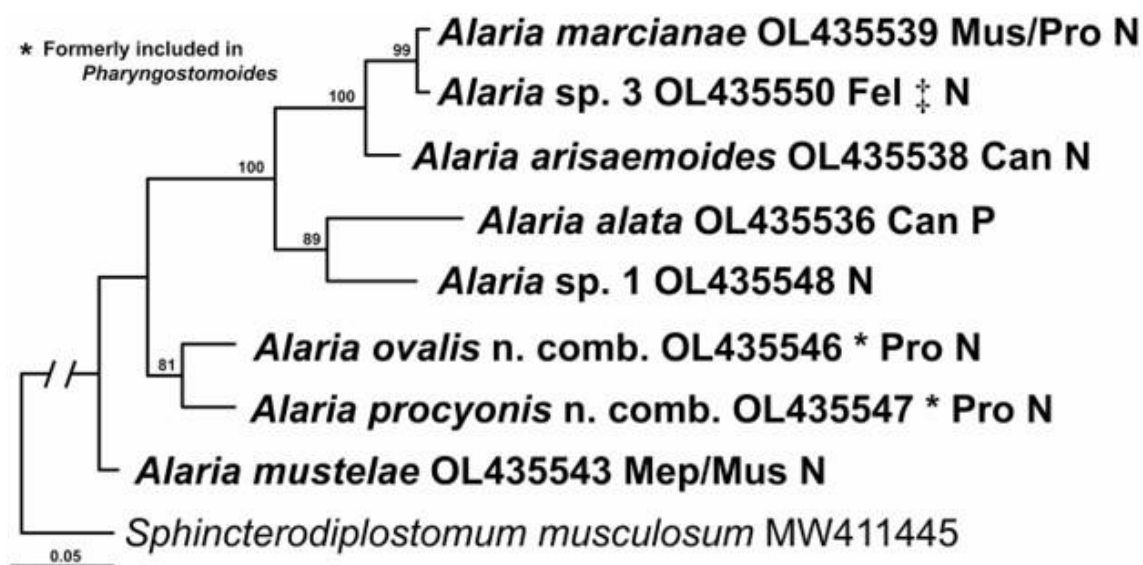 * Formerly included in
Pharyngostomoides
99
Alaria marcianae OL435539 Mus/Pro N
Alaria sp. 3 OL435550 Fel ‡ N
100
Alaria arisaemoides OL435538 Can N
100
Alaria alata OL435536 Can P
89
Alaria sp. 1 OL435548 N
Alaria ovalis n. comb. OL435546 * Pro N
81
Alaria procyonis n. comb. OL435547 * Pro N
Alaria mustelae OL435543 Mep/Mus N
Sphincterodiplostomum musculosum MW411445
0.05